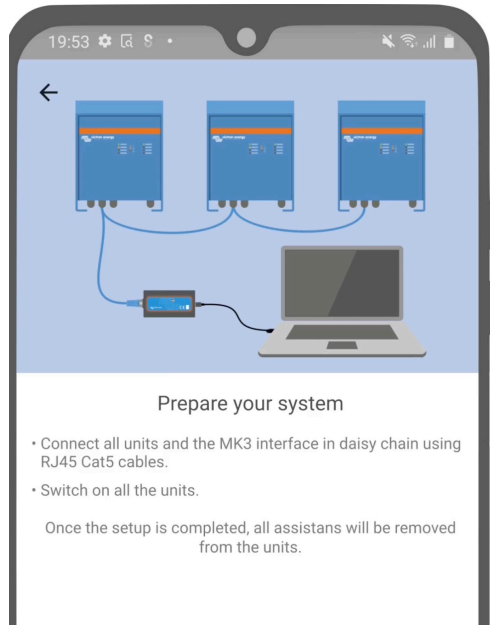 19:53
Prepare your system
• Connect all units and the MK3 interface in daisy chain using
RJ45 Cat5 cables.
• Switch on all the units.
Once the setup is completed, all assistans will be removed
from the units.